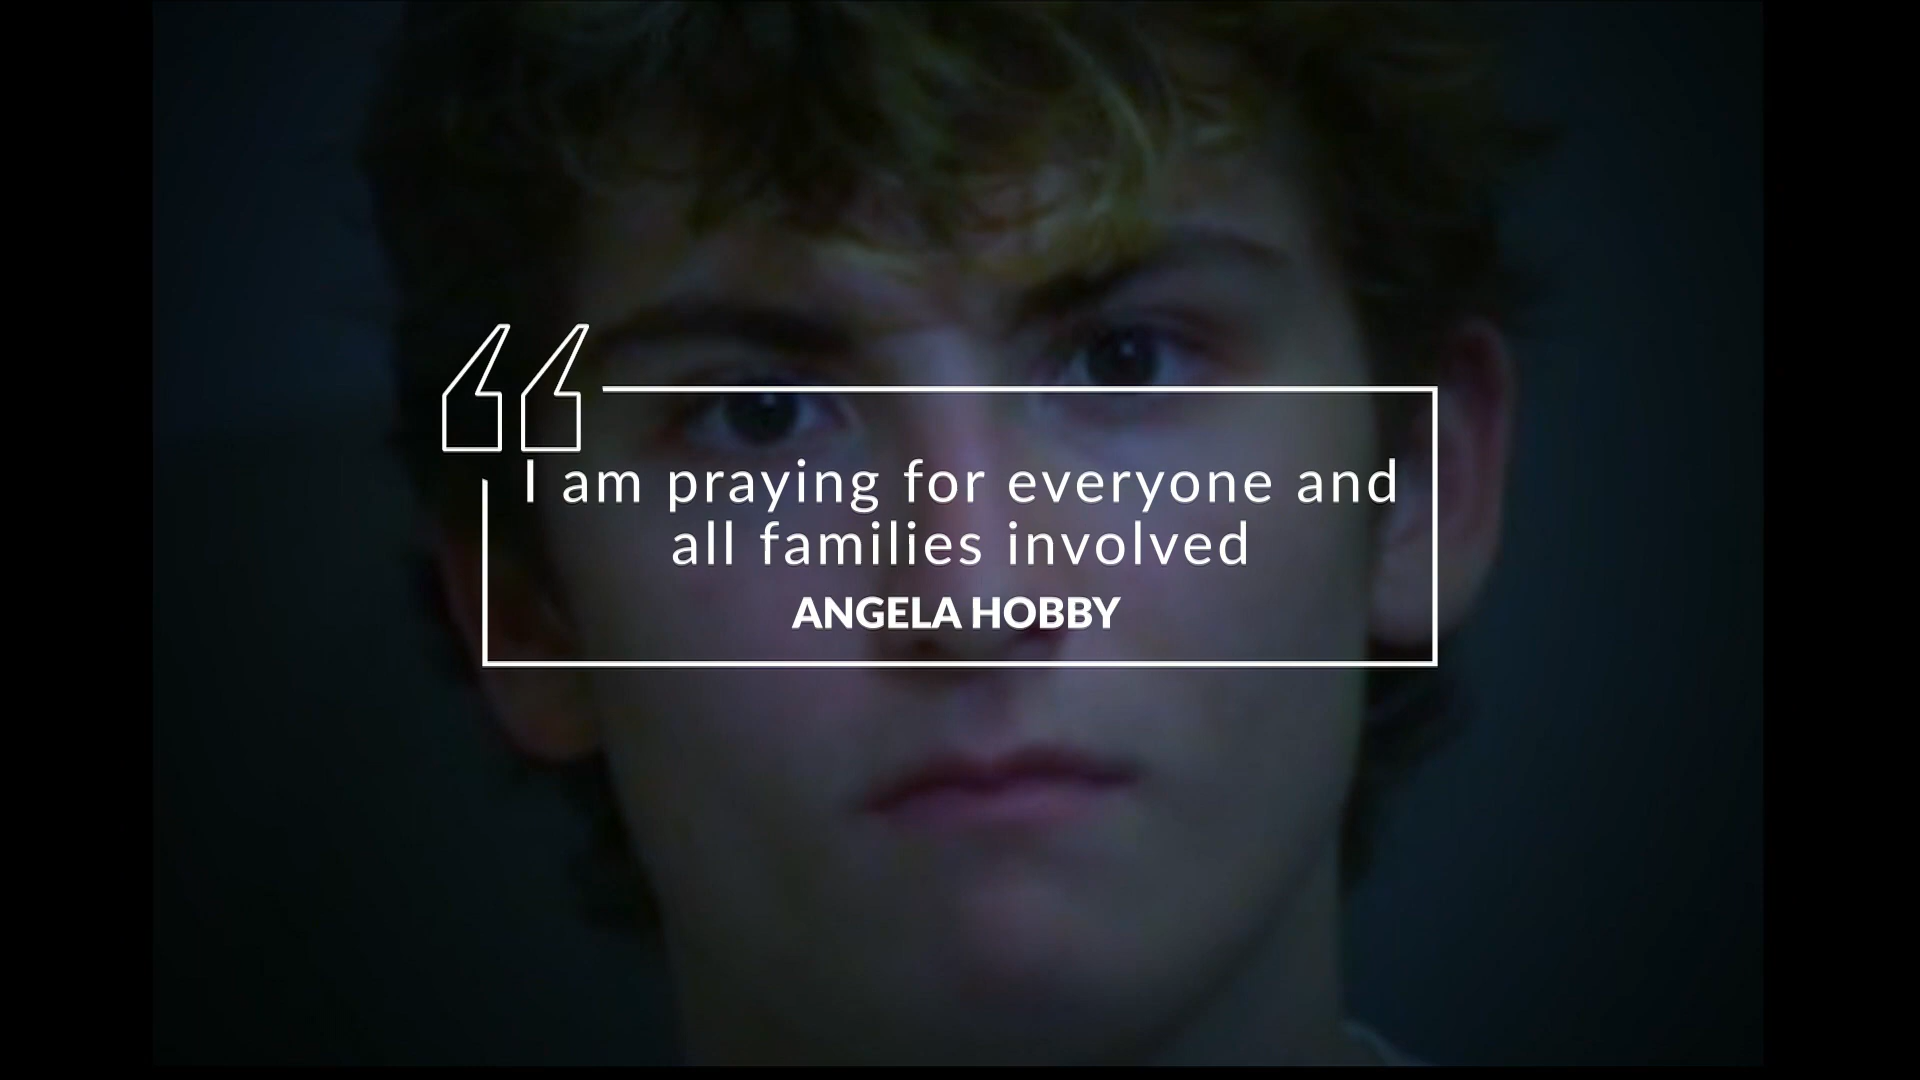 “
I am praying for everyone and
all families involved
ANGELA HOBBY